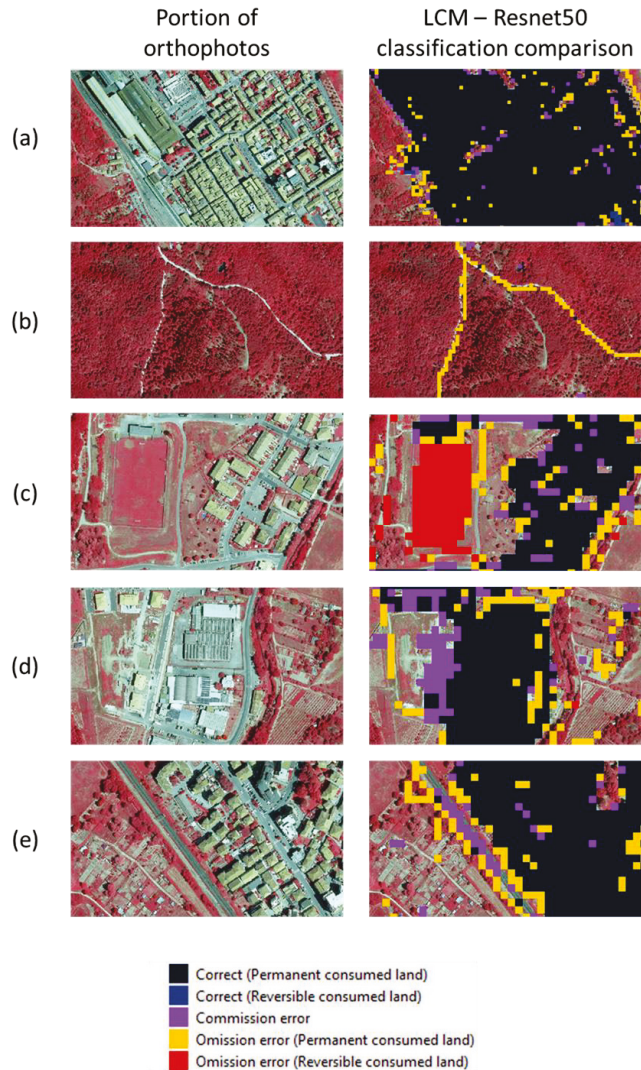 Portion of
orthophotos
LCM – Resnet50
classification comparison
(a)
(b)
(c)
(d)
(e)
Correct (Permanent consumed land)
Correct (Reversible consumed land)
Commission error
Omission error (Permanent consumed land)
Omission error (Reversible consumed land)